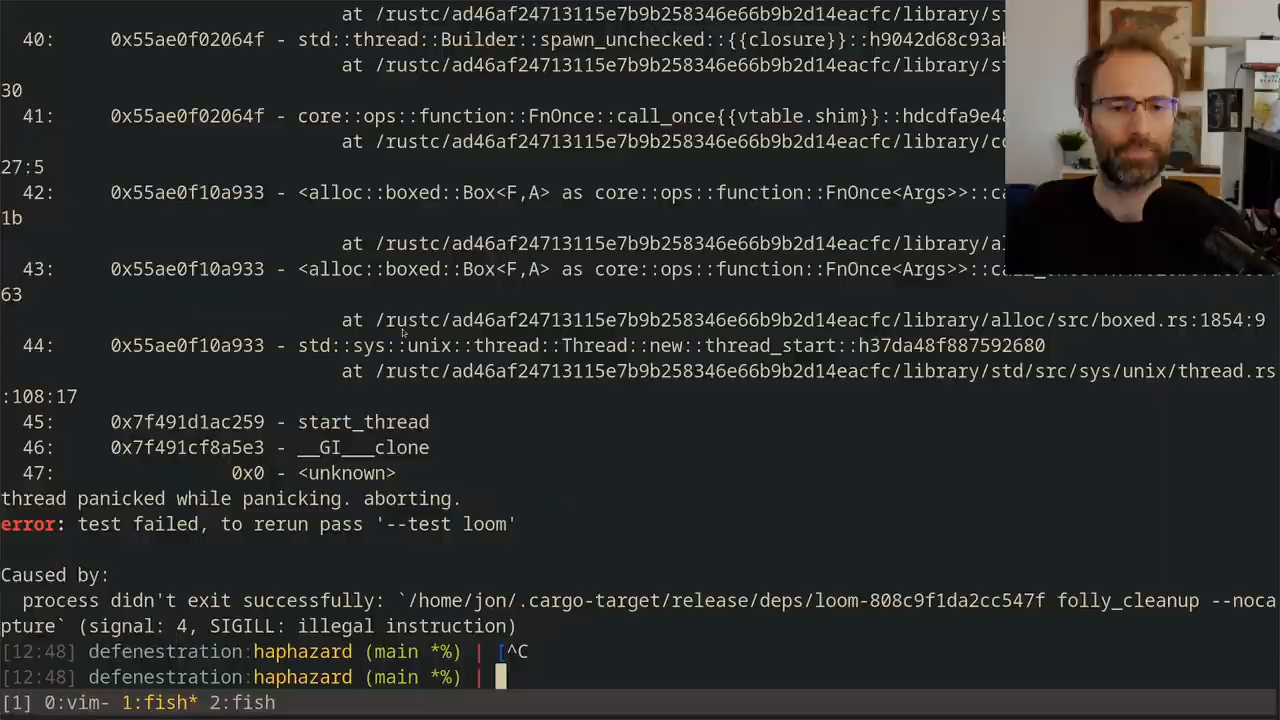 at /rustc/ad46af24713115e7b9b258346e66b9b2d14eacfc/library/st
40: 0x55ae0f02064f - std::thread::Builder::spawn_unchecked::{{closure}}::h9042d68c93ab
at /rustc/ad46af24713115e7b9b258346e66b9b2d14eacfc/library/st
30
41: 0x55ae0f02064f - core::ops::function::FnOnce::call_once{{vtable.shim}}::hdcdfa9e48
at /rustc/ad46af24713115e7b9b258346e66b9b2d14eacfc/library/co
27:5
42: 0x55ae0f10a933 - <alloc::boxed::Box<F,A> as core::ops::function::FnOnce<Args>>::ca
1b
at /rustc/ad46af24713115e7b9b258346e66b9b2d14eacfc/library/al
43: 0x55ae0f10a933 - <alloc::boxed::Box<F,A> as core::ops::function::FnOnce<Args>>::
63
at /rustc/ad46af24713115e7b9b258346e66b9b2d14eacfc/library/alloc/src/boxed.rs:1854:9
44: 0x55ae0f10a933 - std::sys::unix::thread::Thread::new::thread_start::h37da48f887592680
at /rustc/ad46af24713115e7b9b258346e66b9b2d14eacfc/library/std/src/sys/unix/thread.rs
:108:17
45: 0x7f491d1ac259 - start_thread
46: 0x7f491cf8a5e3 - __GI___clone
47: 0x0 - <unknown>
thread panicked while panicking. aborting.
error: test failed, to rerun pass '--test loom'
Caused by:
process didn't exit successfully: `/home/jon/.cargo-target/release/deps/loom-808c9f1da2cc547f folly_cleanup --noca
pture` (signal: 4, SIGILL: illegal instruction)
[12:48] defenestration:haphazard (main *%) | [^C
[12:48] defenestration:haphazard (main *%) |
[1] 0:vim- 1:fish* 2:fish